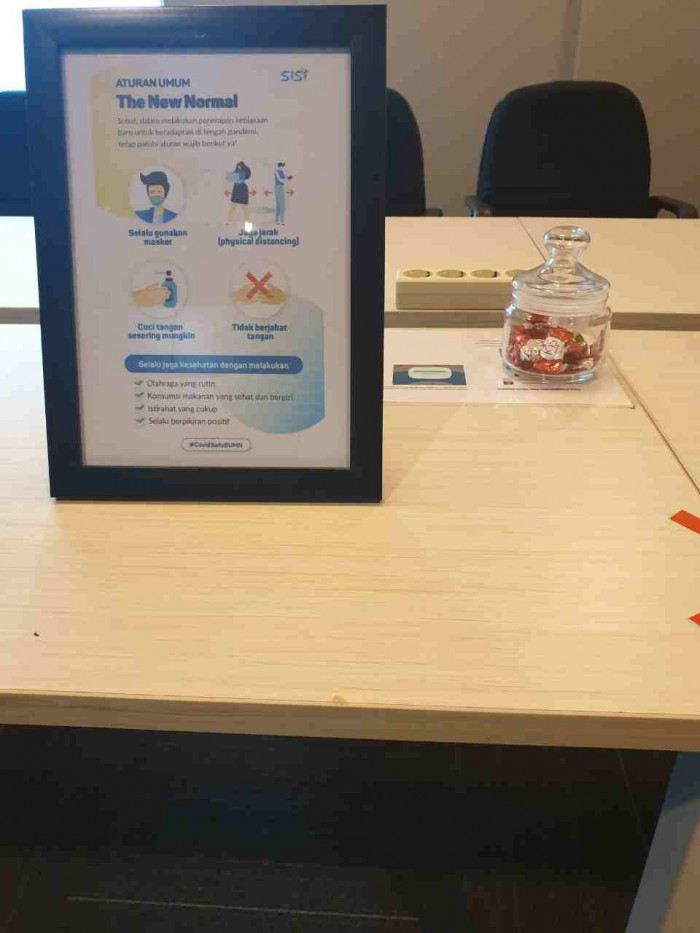 ATURAN UMUM
SISI
The New Normal
Sobat, dalam melakukan penerapan kebiasaan
baru untuk beradaptasi di tengah pandemi,
tetap patuhi aturan wajib berikut ya!
Selalu gunakan
masker
Jaga jarak
(physical distancing)
Cuci tangan
sesering mungkin
Tidak berjabat
tangan
Selalu jaga kesehatan dengan melakukan
Olahraga yang rutin
Konsumsi makanan yang sehat dan bergizi
Istirahat yang cukup
Selalu berpikiran positif
#CovidSafeBUMN